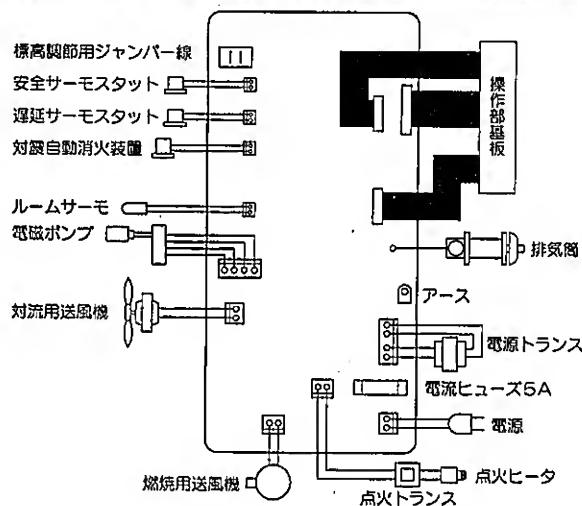 標高調節用ジャンパー線
安全サーモスタット
遅延サーモスタット
対震自動消火装置
ルームサーモ
電磁ポンプ
対流用送風機
燃焼用送風機
操作部基板
排気筒
アース
電源トランス
電流ヒューズ5A
電源
点火ヒータ
点火トランス